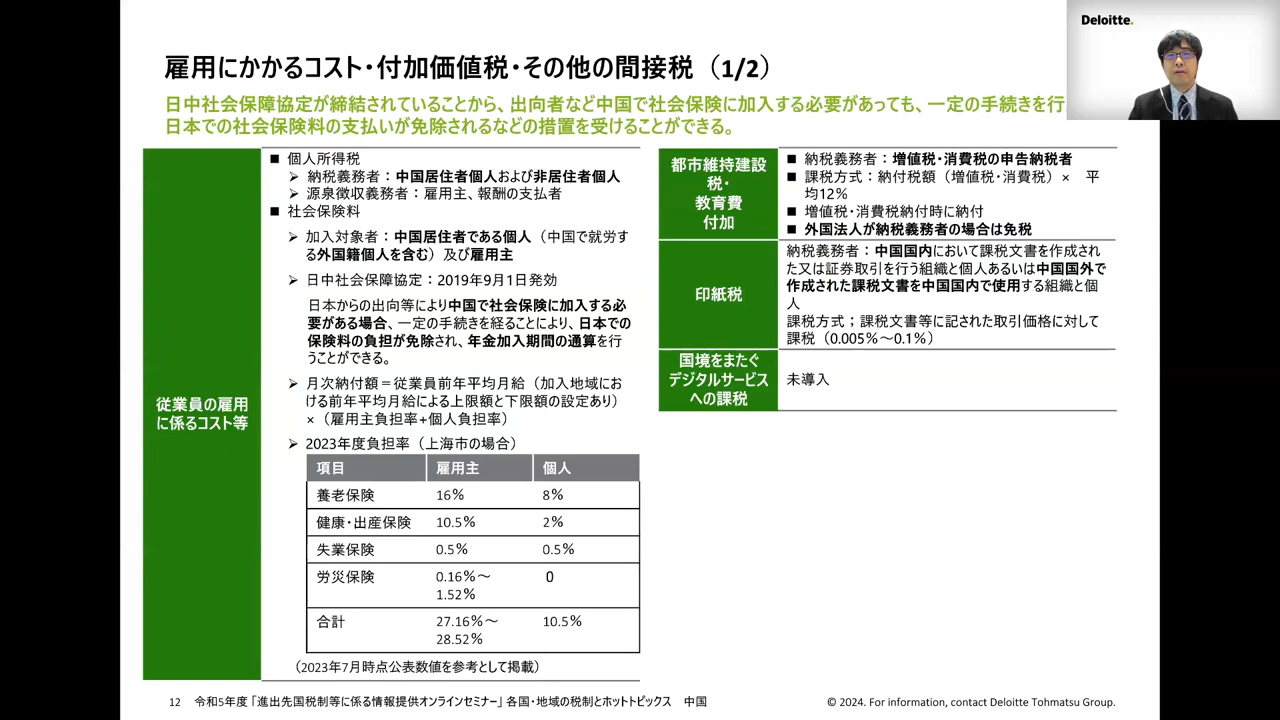 Deloitte.
雇用にかかるコスト・付加価値税・その他の間接税（1/2）
日中社会保障協定が締結されていることから、出向者など中国で社会保険に加入する必要があっても、一定の手続きを行
日本での社会保険料の支払いが免除されるなどの措置を受けることができる。
従業員の雇用
に係るコスト等
■ 個人所得税
➢ 納税義務者：中国居住者個人および非居住者個人
➢ 源泉徴収義務者：雇用主、報酬の支払者
■ 社会保険料
➢ 加入対象者：中国居住者である個人（中国で就労す
る外国籍個人を含む）及び雇用主
➢ 日中社会保障協定：2019年9月1日発効
日本からの出向等により中国で社会保険に加入する必
要がある場合、一定の手続きを経ることにより、日本での
保険料の負担が免除され、年金加入期間の通算を行
うことができる。
➢ 月次納付額＝従業員前年平均月給（加入地域にお
ける前年平均月給による上限額と下限額の設定あり）
×（雇用主負担率+個人負担率）
➢ 2023年度負担率（上海市の場合）
項目 雇用主 個人
養老保険 16% 8%
健康・出産保険 10.5% 2%
失業保険 0.5% 0.5%
労災保険 0.16%～ 0
1.52%
合計 27.16%～ 10.5%
28.52%
（2023年7月時点公表数値を参考として掲載）
都市維持建設
税・
教育費
付加
■ 納税義務者：増値税・消費税の申告納税者
■ 課税方式：納付税額（増値税・消費税）× 平
均12%
■ 増値税・消費税納付時に納付
■ 外国法人が納税義務者の場合は免税
印紙税
納税義務者：中国国内において課税文書を作成され
た又は証券取引を行う組織と個人あるいは中国国外で
作成された課税文書を中国国内で使用する組織と個
人
課税方式；課税文書等に記された取引価格に対して
課税（0.005%～0.1%）
国境をまたぐ
デジタルサービス
への課税
未導入
12 令和5年度「進出先国税制等に係る情報提供オンラインセミナー」各国・地域の税制とホットトピックス 中国
© 2024. For information, contact Deloitte Tohmatsu Group.